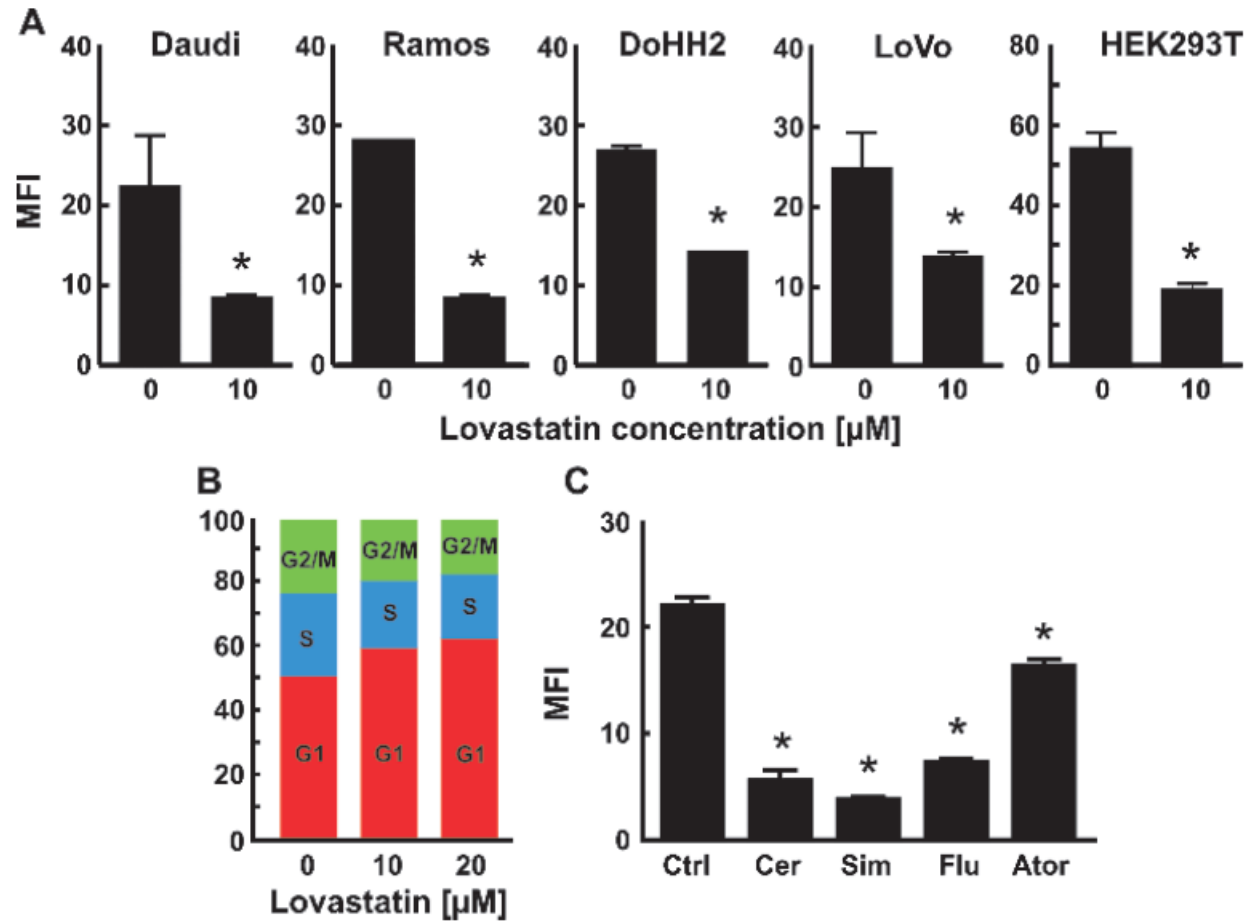 A
Daudi
Ramos
DoHH2
LoVo
HEK293T
MFI
40
30
20
10
0
0 10
*
40
30
20
10
0
0 10
*
40
30
20
10
0
0 10
*
40
30
20
10
0
0 10
*
80
60
40
20
0
0 10
*
Lovastatin concentration [µM]
B
100
80
60
40
20
0
G2/M G2/M G2/M
S S S
G1 G1 G1
0 10 20
Lovastatin [µM]
C
MFI
30
20
10
0
* * * *
Ctrl Cer Sim Flu Ator